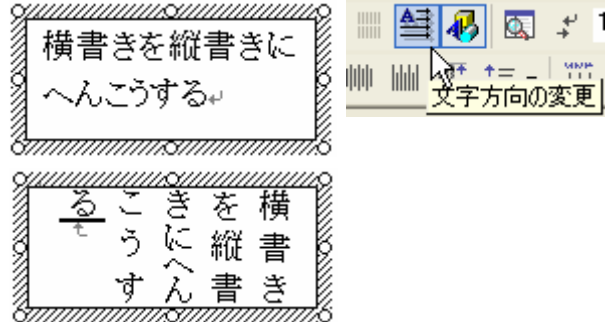 横書きを縦書きに
へんこうする
文字方向の変更
横書き
を縦書
きにへん
こうす
る